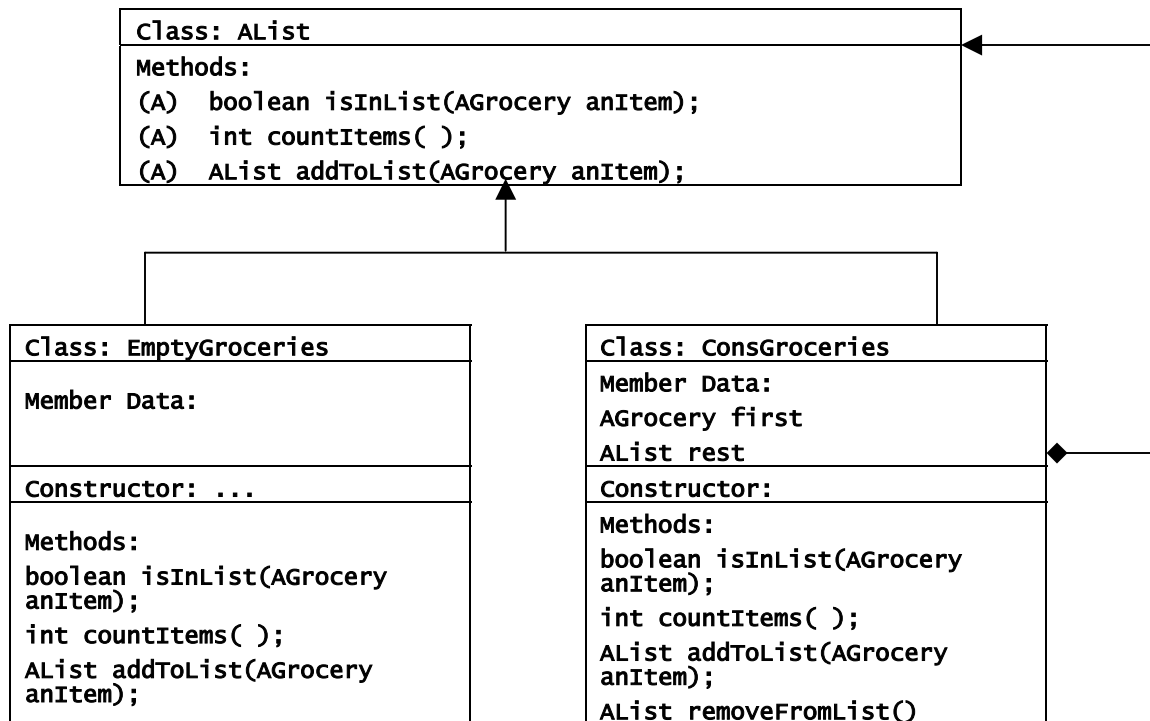 Class: AList
Methods:
(A) boolean isInList(AGrocery anItem);
(A) int countItems( );
(A) AList addToList(AGrocery anItem);
Class: EmptyGroceries
Member Data:
Constructor: ...
Methods:
boolean isInList(AGrocery
anItem);
int countItems( );
AList addToList(AGrocery
anItem);
Class: ConsGroceries
Member Data:
AGrocery first
AList rest
Constructor:
Methods:
boolean isInList(AGrocery
anItem);
int countItems( );
AList addToList(AGrocery
anItem);
AList removeFromList()